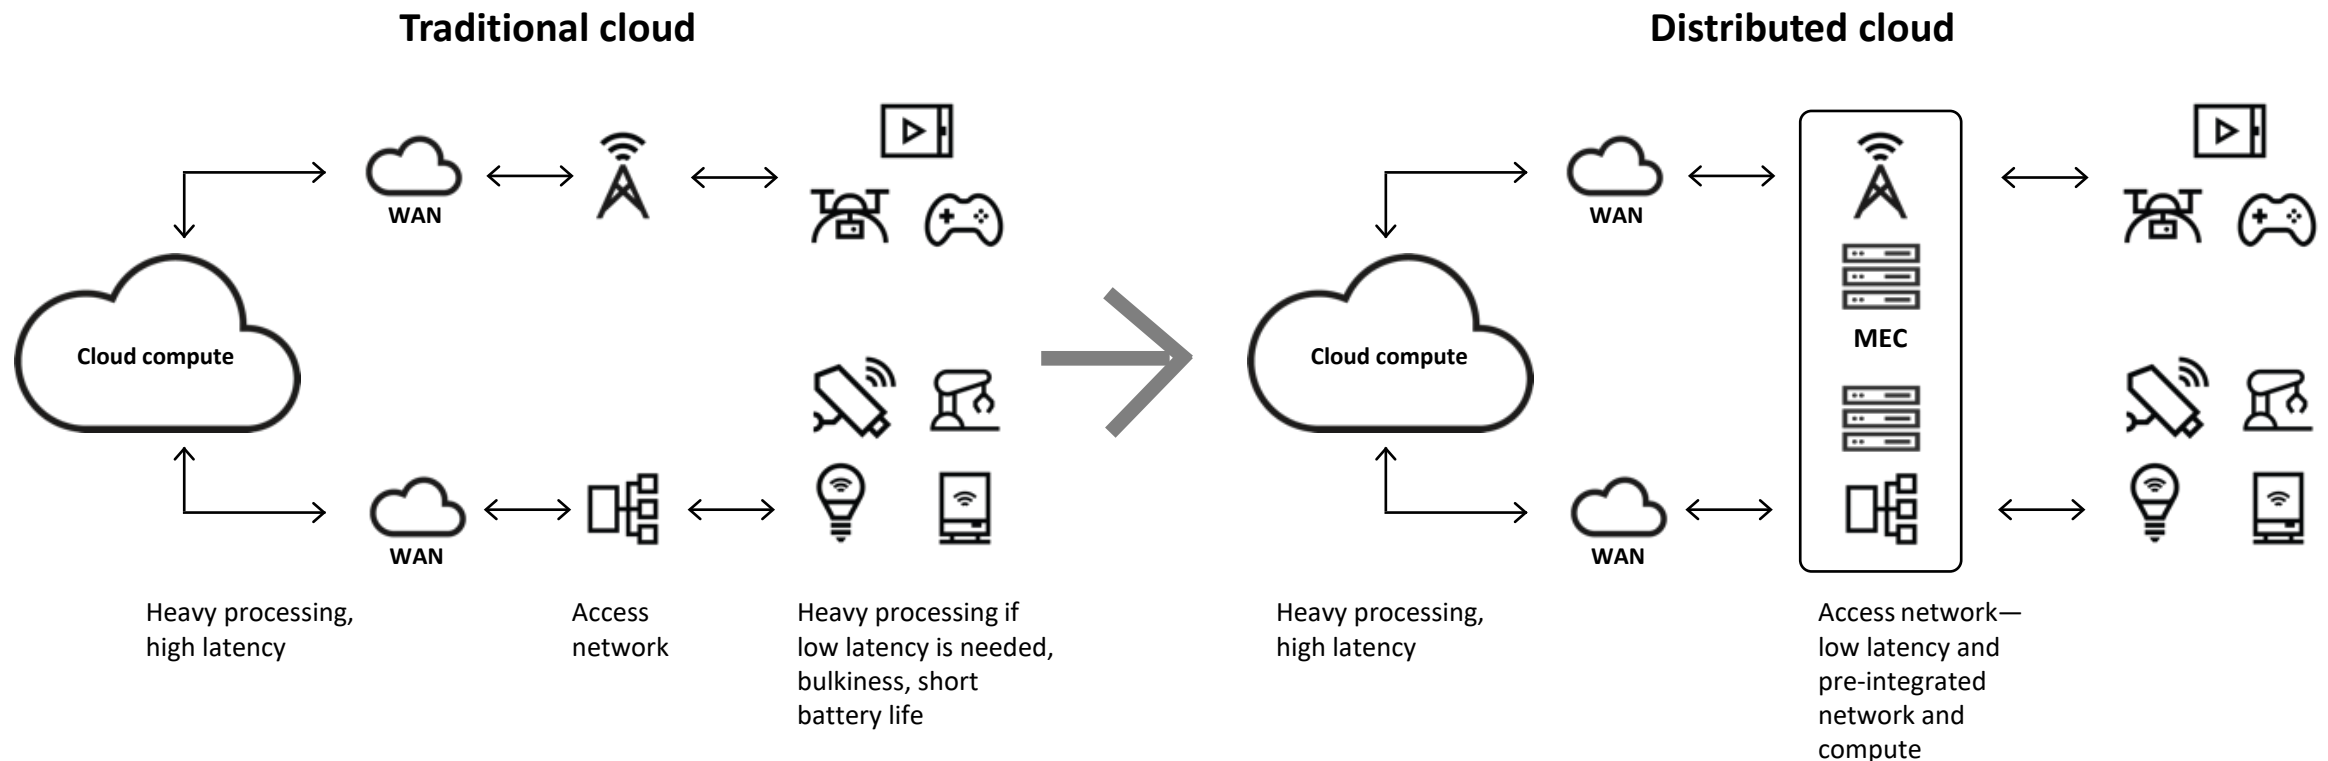 Traditional cloud
WAN
Cloud compute
WAN
Heavy processing,
high latency
Access
network
Heavy processing if
low latency is needed,
bulkiness, short
battery life
Distributed cloud
WAN
MEC
Cloud compute
WAN
Heavy processing,
high latency
Access network—
low latency and
pre-integrated
network and
compute